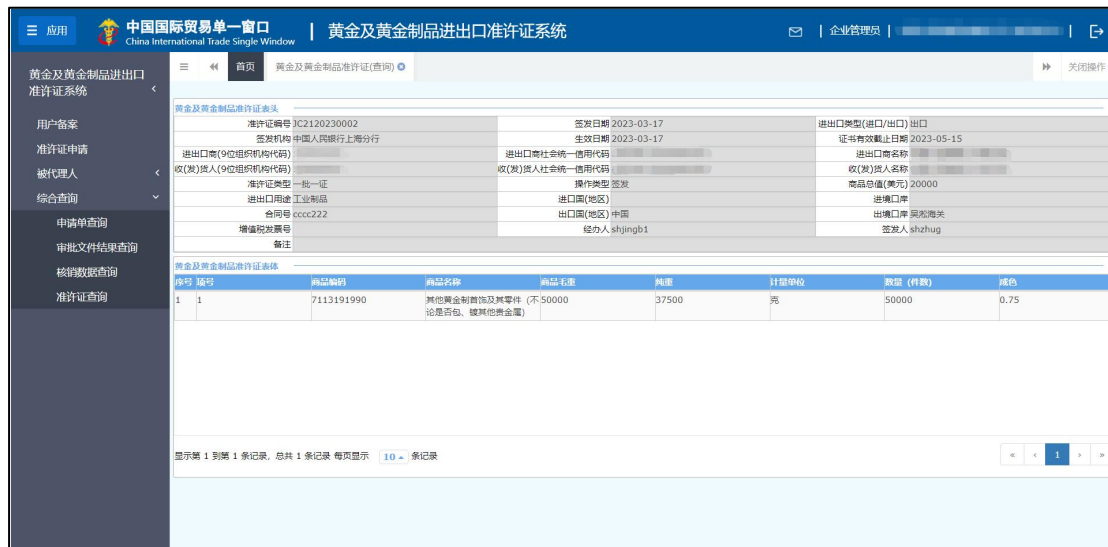 应用
中国国际贸易单一窗口
China International Trade Single Window
黄金及黄金制品进出口准许证系统
企业管理员
黄金及黄金制品进出口
准许证系统
用户备案
准许证申请
被代理人
综合查询
申请单查询
审批文件结果查询
核销数据查询
准许证查询
首页
黄金及黄金制品准许证(查询)
关闭操作
黄金及黄金制品准许证表头
准许证编号 JC2120230002 签发日期 2023-03-17 进出口类型(进口/出口) 出口
签发机构 中国人民银行上海分行 生效日期 2023-03-17 证书有效截止日期 2023-05-15
进出口商(9位组织机构代码) 进出口商社会统一信用代码 进出口商名称
收(发)货人(9位组织机构代码) 收(发)货人社会统一信用代码 收(发)货人名称
准许证类型 一批一证 操作类型 签发 商品总值(美元) 20000
进出口用途 工业制品 进口国(地区) 进境口岸
合同号 cccc222 出口国(地区) 中国 出境口岸 吴淞海关
增值税发票号 经办人 shjingb1 签发人 shzhug
备注
黄金及黄金制品准许证表体
序号 项号 商品编码 商品名称 商品毛重 纯重 计量单位 数量 (件数) 成色
1 1 7113191990 其他黄金制首饰及其零件 (不 50000 37500 克 50000 0.75
论是否包、镀其他贵金属)
显示第 1 到第 1 条记录, 总共 1 条记录 每页显示 10 条记录
« ‹ 1 › »